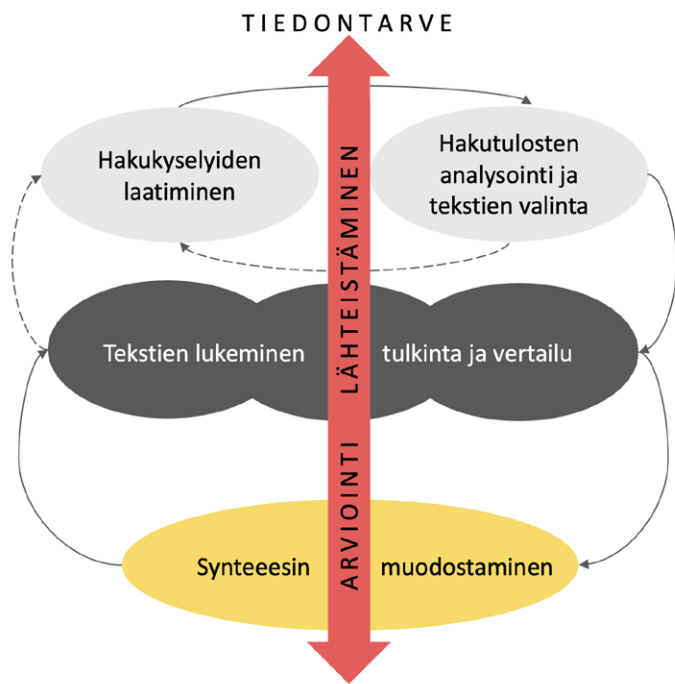 TIEDONTARVE
Hakukyselyiden
laatiminen
Hakutulosten
analysointi ja
tekstien valinta
Tekstien lukeminen
tulkinta ja vertailu
Synteeesin
muodostaminen
ARVIOINTI LÄHTEISTÄMINEN